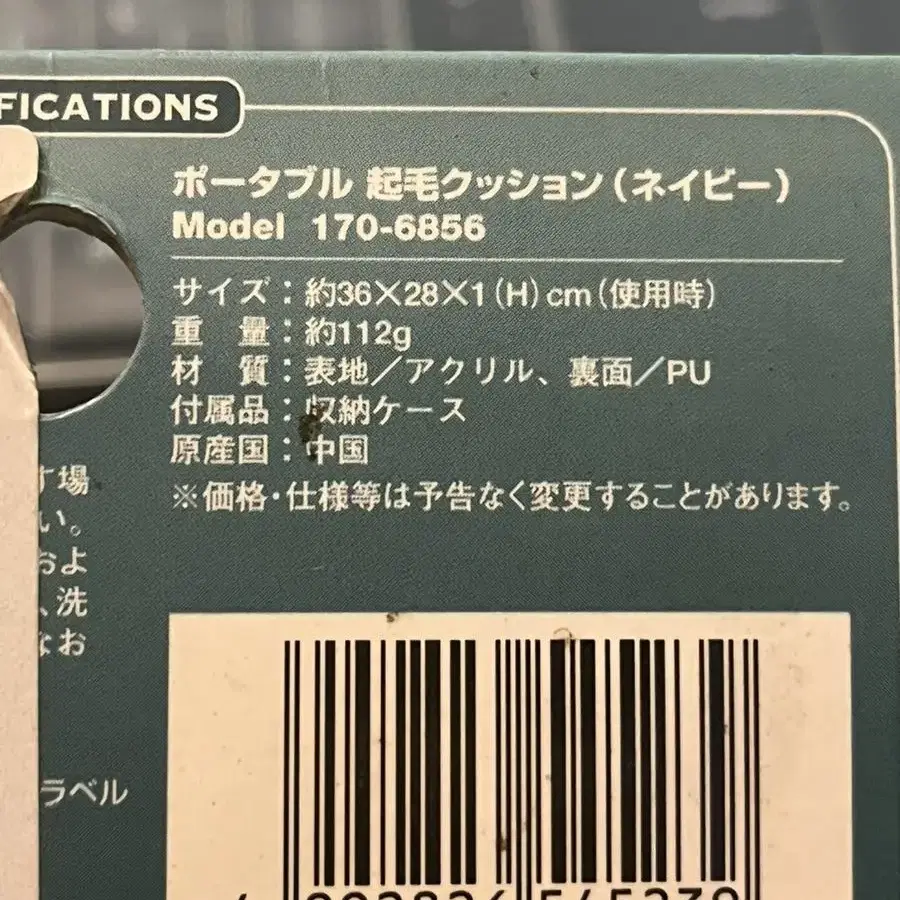 FICATIONS
ポータブル 起毛クッション(ネイビー)
Model 170-6856
サイズ:約36×28×1(H)cm(使用時)
重 量:約112g
材 質:表地/アクリル、裏面/PU
付属品:収納ケース
原産国:中国
※価格・仕様等は予告なく変更することがあります。
す場
い。
およ
、洗
なお
ラベル